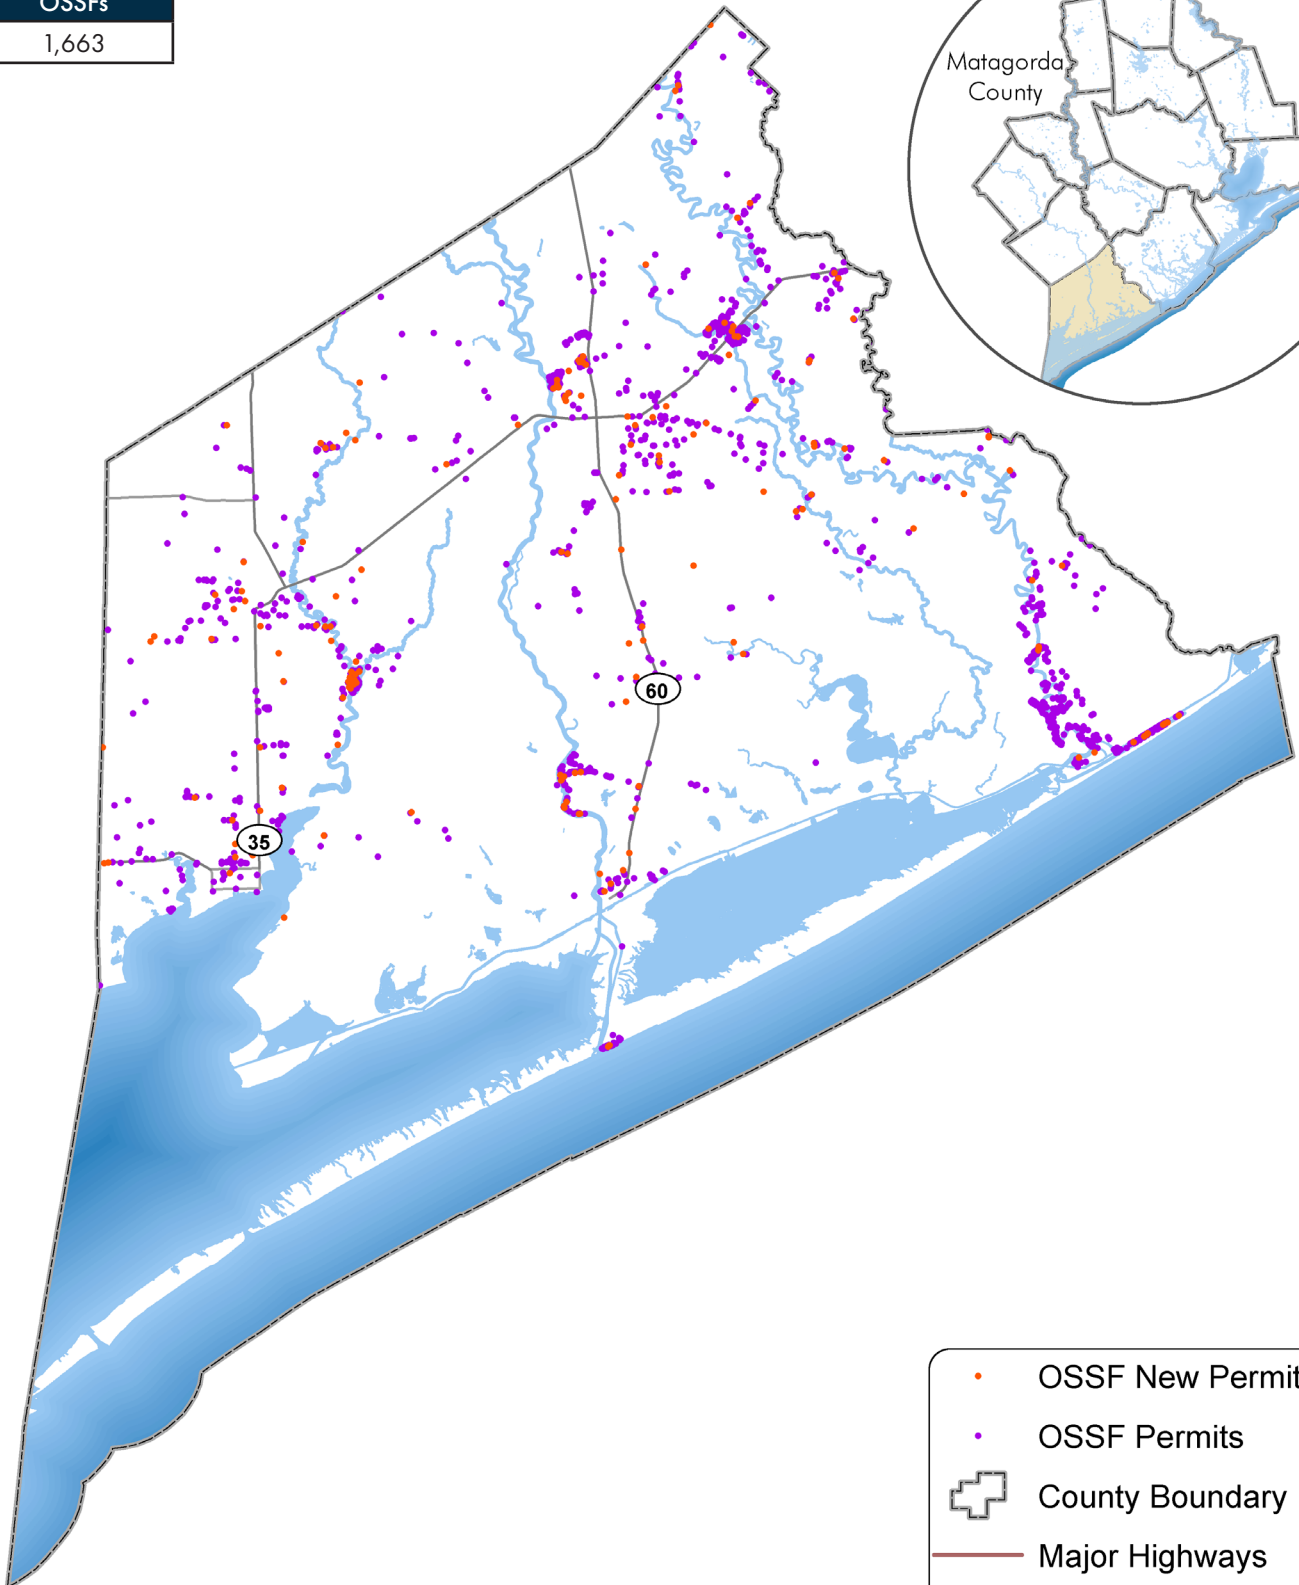 OSSFs
1,663
Matagorda
County
60
35
OSSF New Permit
OSSF Permits
County Boundary
Major Highways